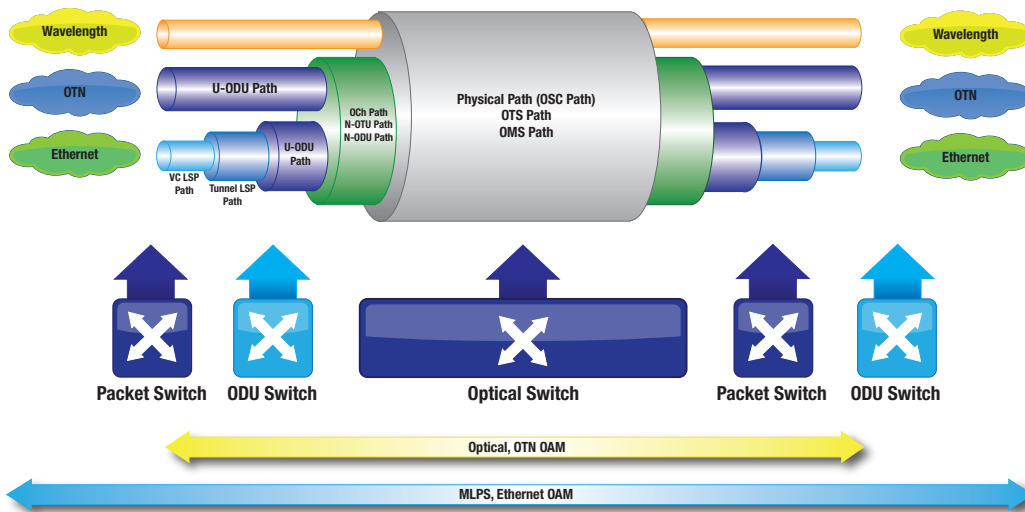 Wavelength
Wavelength
OTN
U-ODU Path
OTN
Physical Path (OSC Path)
OTS Path
OMS Path
OCh Path
N-OTU Path
N-ODU Path
Ethernet
U-ODU
Path
Ethernet
VC LSP
Path
Tunnel LSP
Path
Packet Switch
ODU Switch
Optical Switch
Packet Switch
ODU Switch
Optical, OTN OAM
MLPS, Ethernet OAM